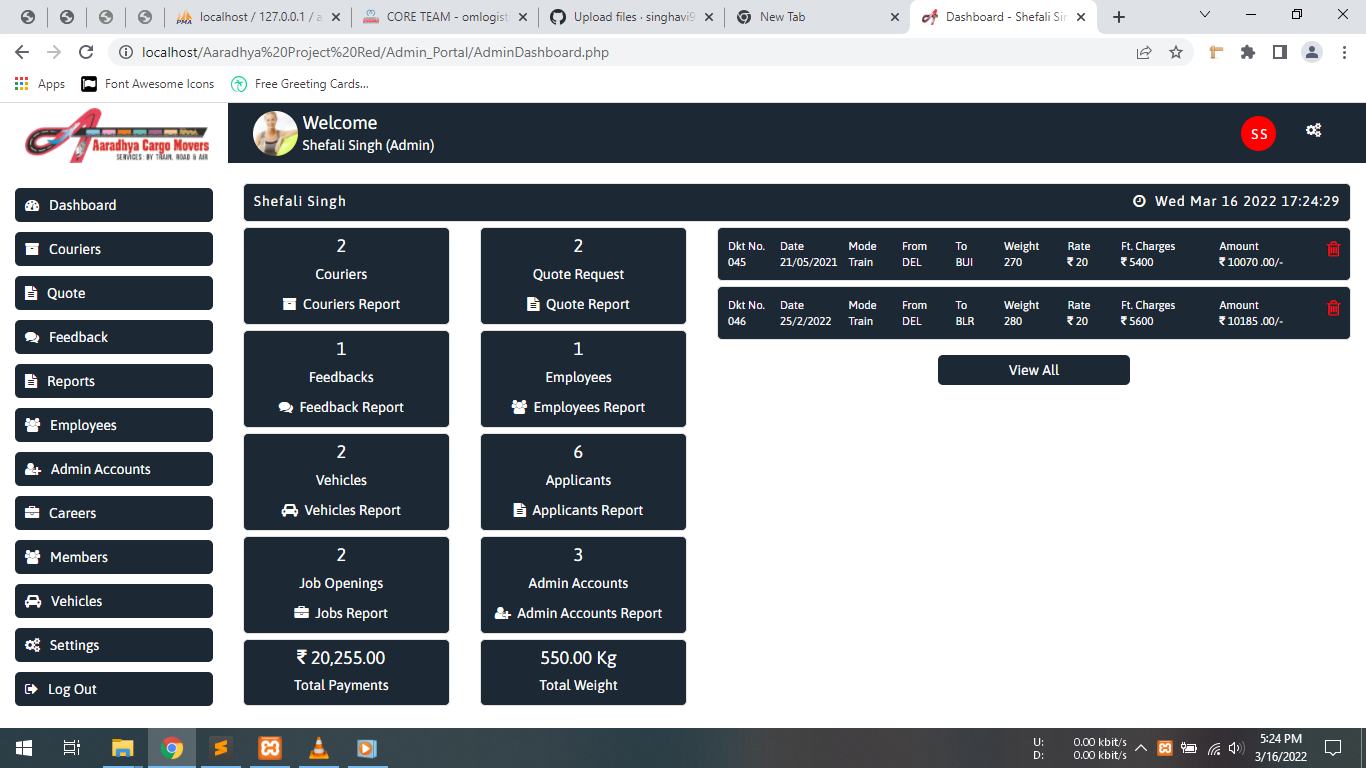 localhost / 127.0.0.1 / a
CORE TEAM - omlogist
Upload files · singhavi9
New Tab
Dashboard - Shefali Sin
localhost/Aaradhya%20Project%20Red/Admin_Portal/AdminDashboard.php
Apps
Font Awesome Icons
Free Greeting Cards...
Aaradhya Cargo Movers
SERVICES : BY TRAIN, ROAD & AIR
Welcome
Shefali Singh (Admin)
SS
Dashboard
Couriers
Quote
Feedback
Reports
Employees
Admin Accounts
Careers
Members
Vehicles
Settings
Log Out
Shefali Singh
Wed Mar 16 2022 17:24:29
2
Couriers
Couriers Report
2
Quote Request
Quote Report
1
Feedbacks
Feedback Report
1
Employees
Employees Report
2
Vehicles
Vehicles Report
6
Applicants
Applicants Report
2
Job Openings
Jobs Report
3
Admin Accounts
Admin Accounts Report
₹ 20,255.00
Total Payments
550.00 Kg
Total Weight
Dkt No. Date Mode From To Weight Rate Ft. Charges Amount
045 21/05/2021 Train DEL BUI 270 ₹ 20 ₹ 5400 ₹ 10070 .00/-
Dkt No. Date Mode From To Weight Rate Ft. Charges Amount
046 25/2/2022 Train DEL BLR 280 ₹ 20 ₹ 5600 ₹ 10185 .00/-
View All
U: 0.00 kbit/s
D: 0.00 kbit/s
5:24 PM
3/16/2022